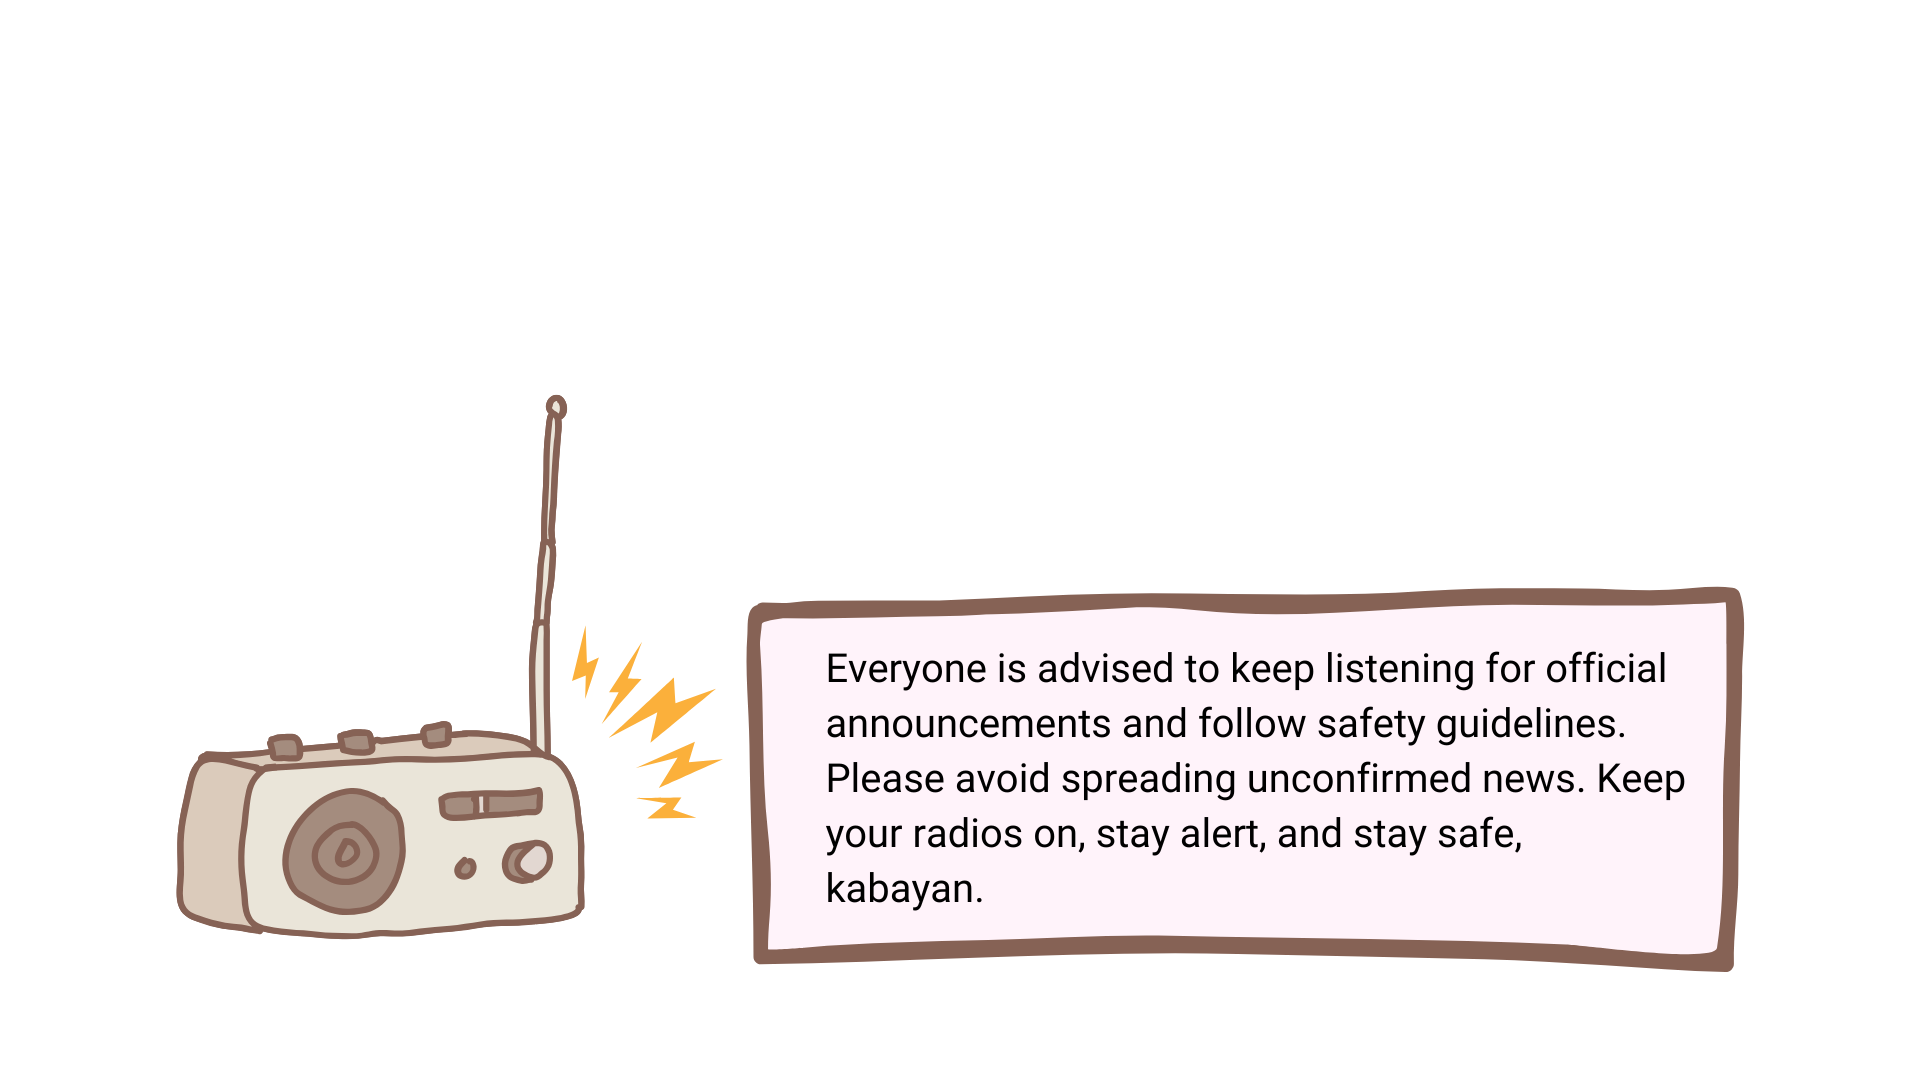 Everyone is advised to keep listening for official
announcements and follow safety guidelines.
Please avoid spreading unconfirmed news. Keep
your radios on, stay alert, and stay safe,
kabayan.